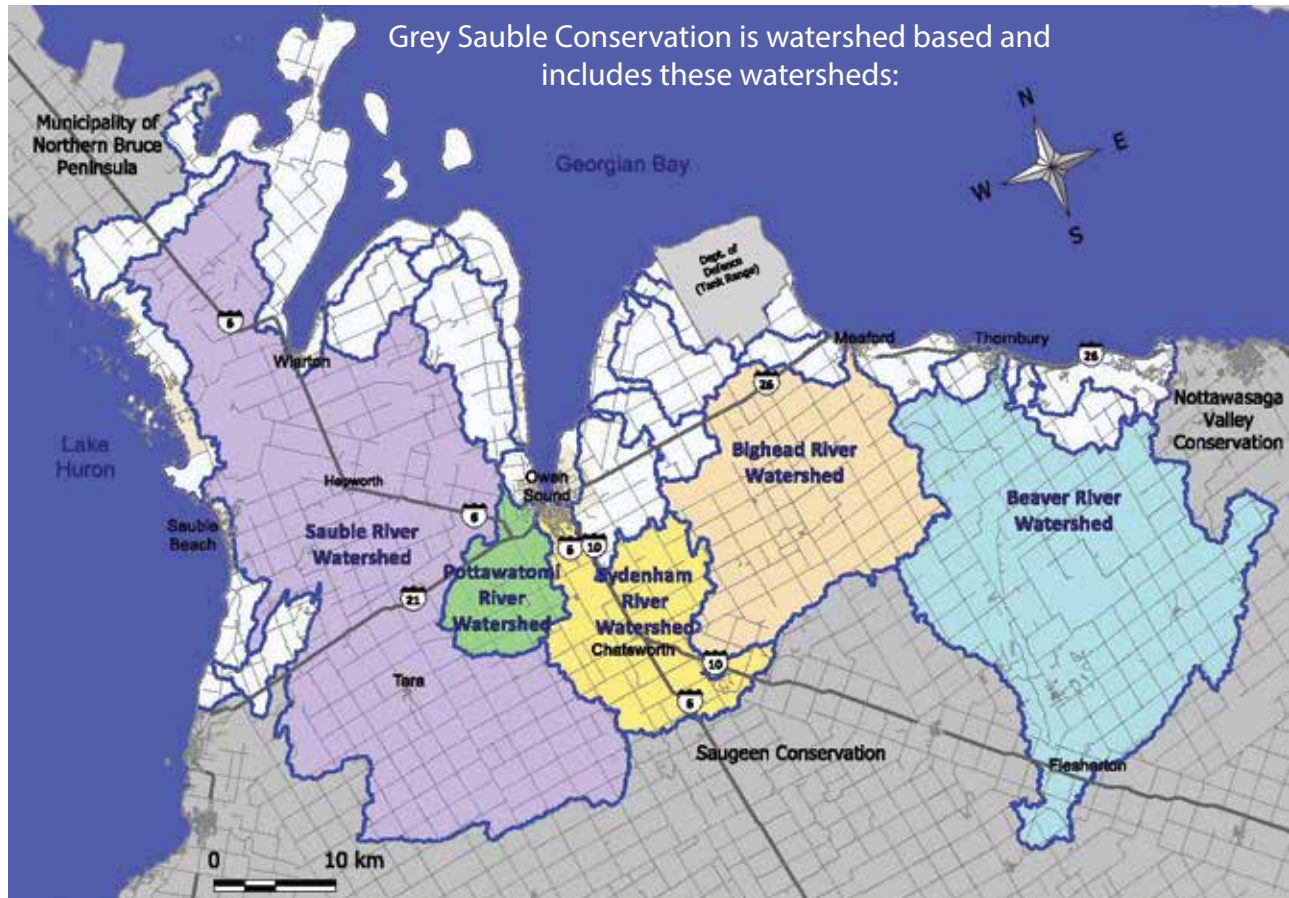 Grey Sauble Conservation is watershed based and
includes these watersheds:
Municipality of
Northern Bruce
Peninsula
Georgian Bay
N
E
W
S
Dept. of
Defence
(Tank Range)
6
Wiarton
Meaford
Thornbury
26
26
Nottawasaga
Valley
Conservation
Lake
Huron
Hepworth
Owen
Sound
Bighead River
Watershed
Beaver River
Watershed
Sauble
Beach
Sauble River
Watershed
6
6
10
Pottawatomi
River
Watershed
Sydenham
River
Watershed
21
Chatsworth
10
Tara
6
Saugeen Conservation
Flesherton
0
10 km